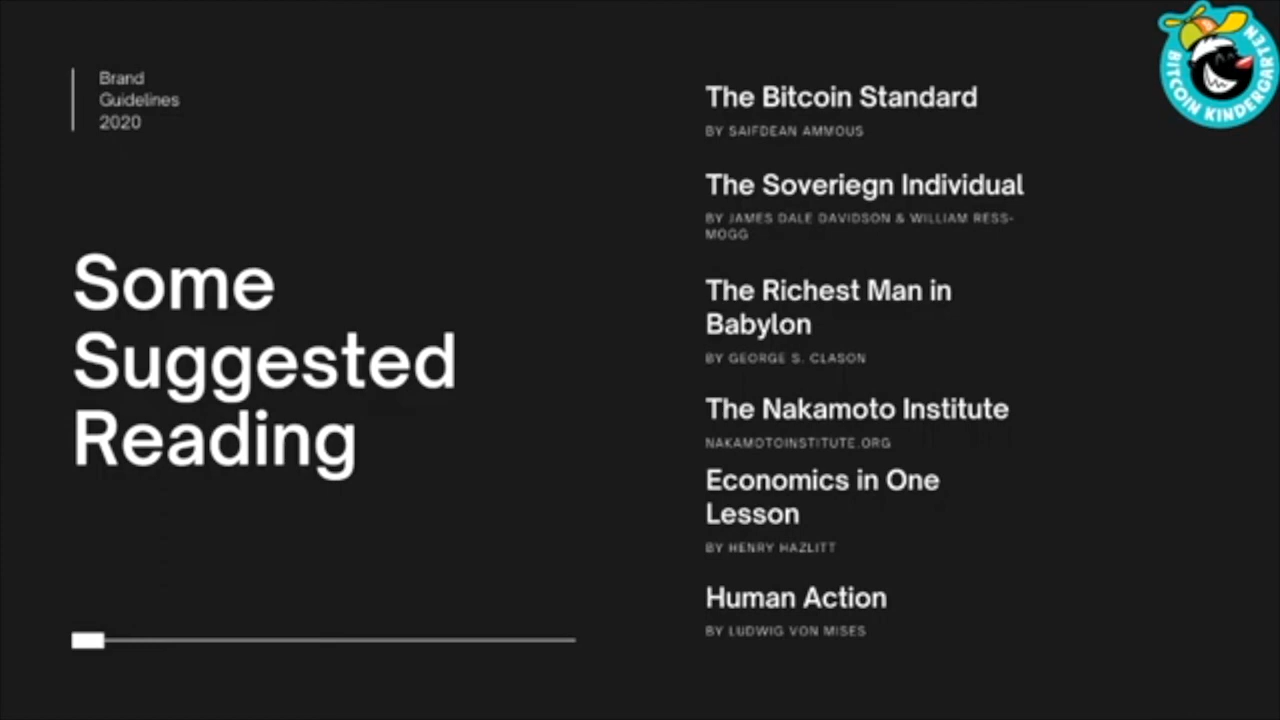 Brand
Guidelines
2020
Some
Suggested
Reading
The Bitcoin Standard
BY SAIFDEAN AMMOUS
The Soveriegn Individual
BY JAMES DALE DAVIDSON & WILLIAM RESS-
MOGG
The Richest Man in
Babylon
BY GEORGE S. CLASON
The Nakamoto Institute
NAKAMOTOINSTITUTE.ORG
Economics in One
Lesson
BY HENRY HAZLITT
Human Action
BY LUDWIG VON MISES
BITCOIN KINDERGARTEN